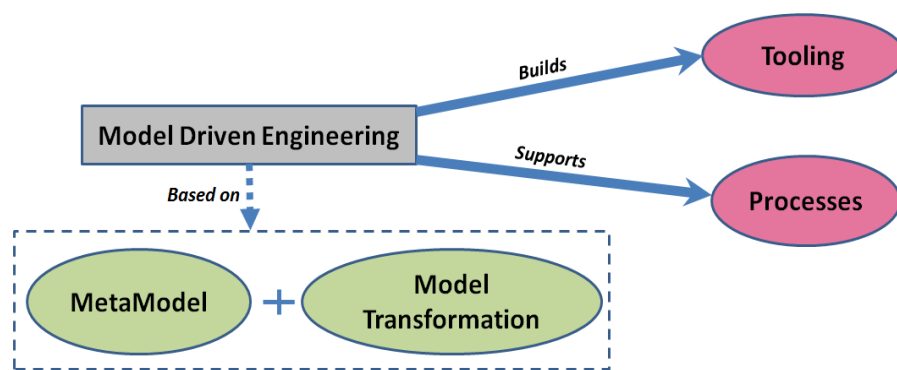 Tooling
Builds
Model Driven Engineering
Supports
Based on
Processes
MetaModel
+
Model
Transformation